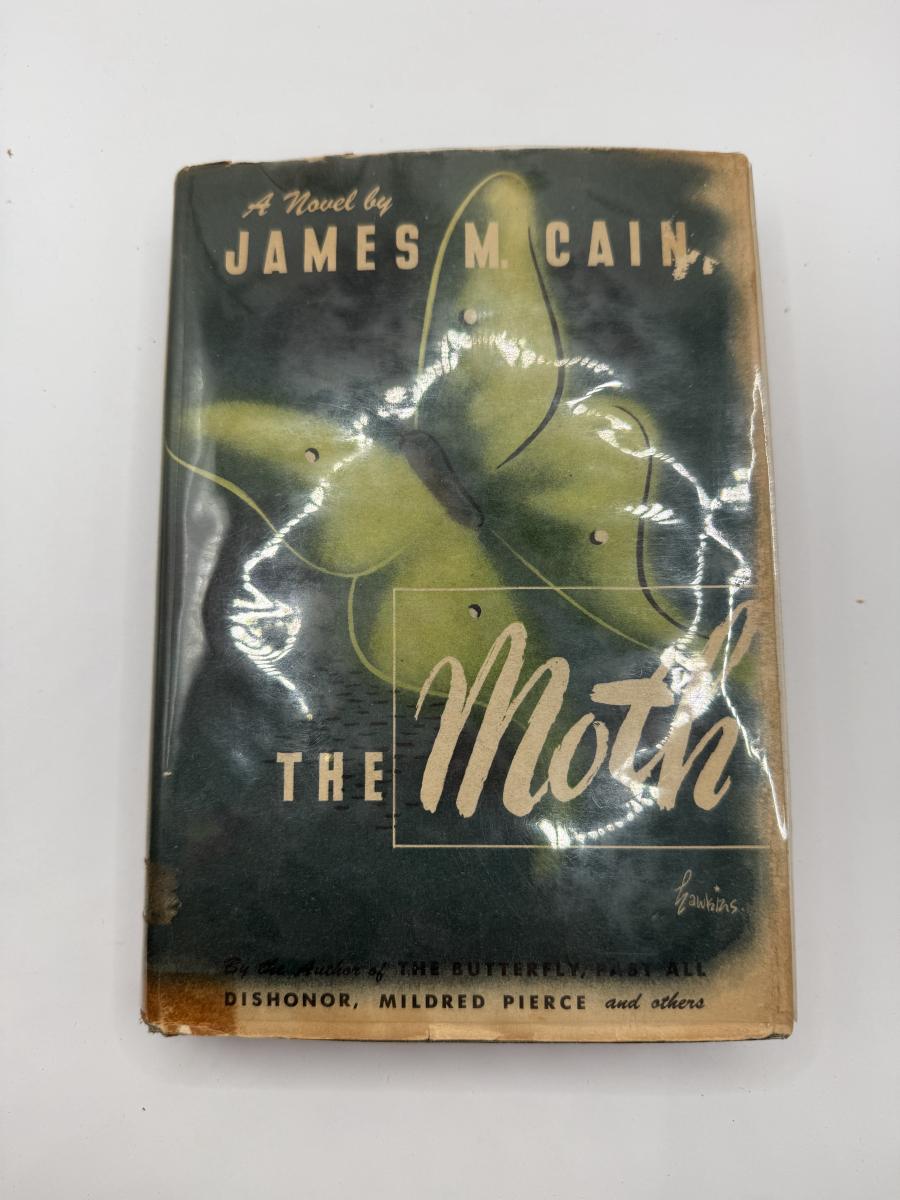 A Novel by
JAMES M. CAIN
THE Moth
Hawkins.
By the Author of THE BUTTERFLY, PAST ALL
DISHONOR, MILDRED PIERCE and others